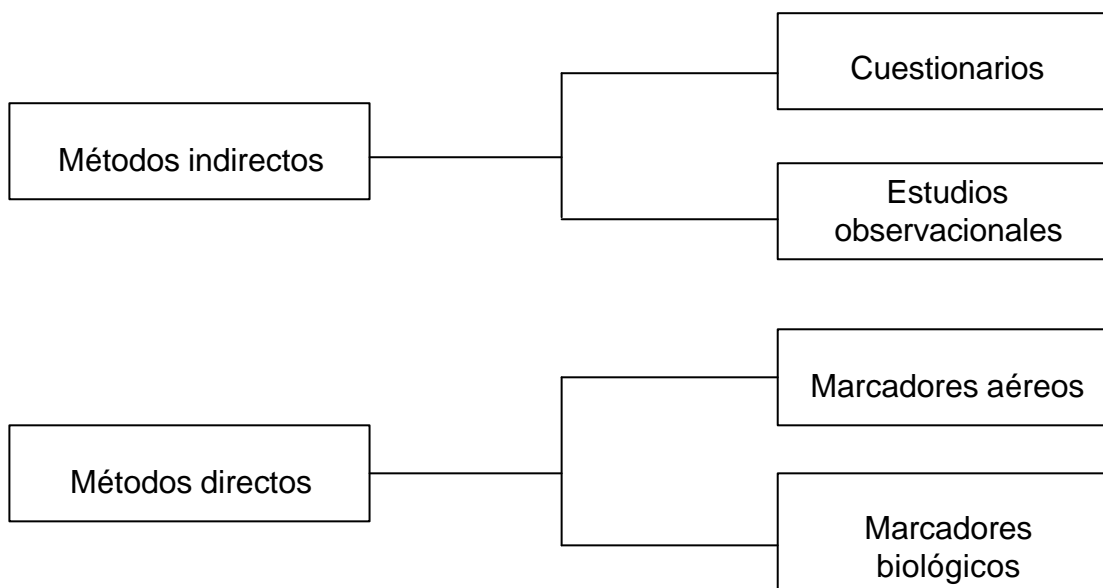 Métodos indirectos
Cuestionarios
Estudios
observacionales
Métodos directos
Marcadores aéreos
Marcadores
biológicos